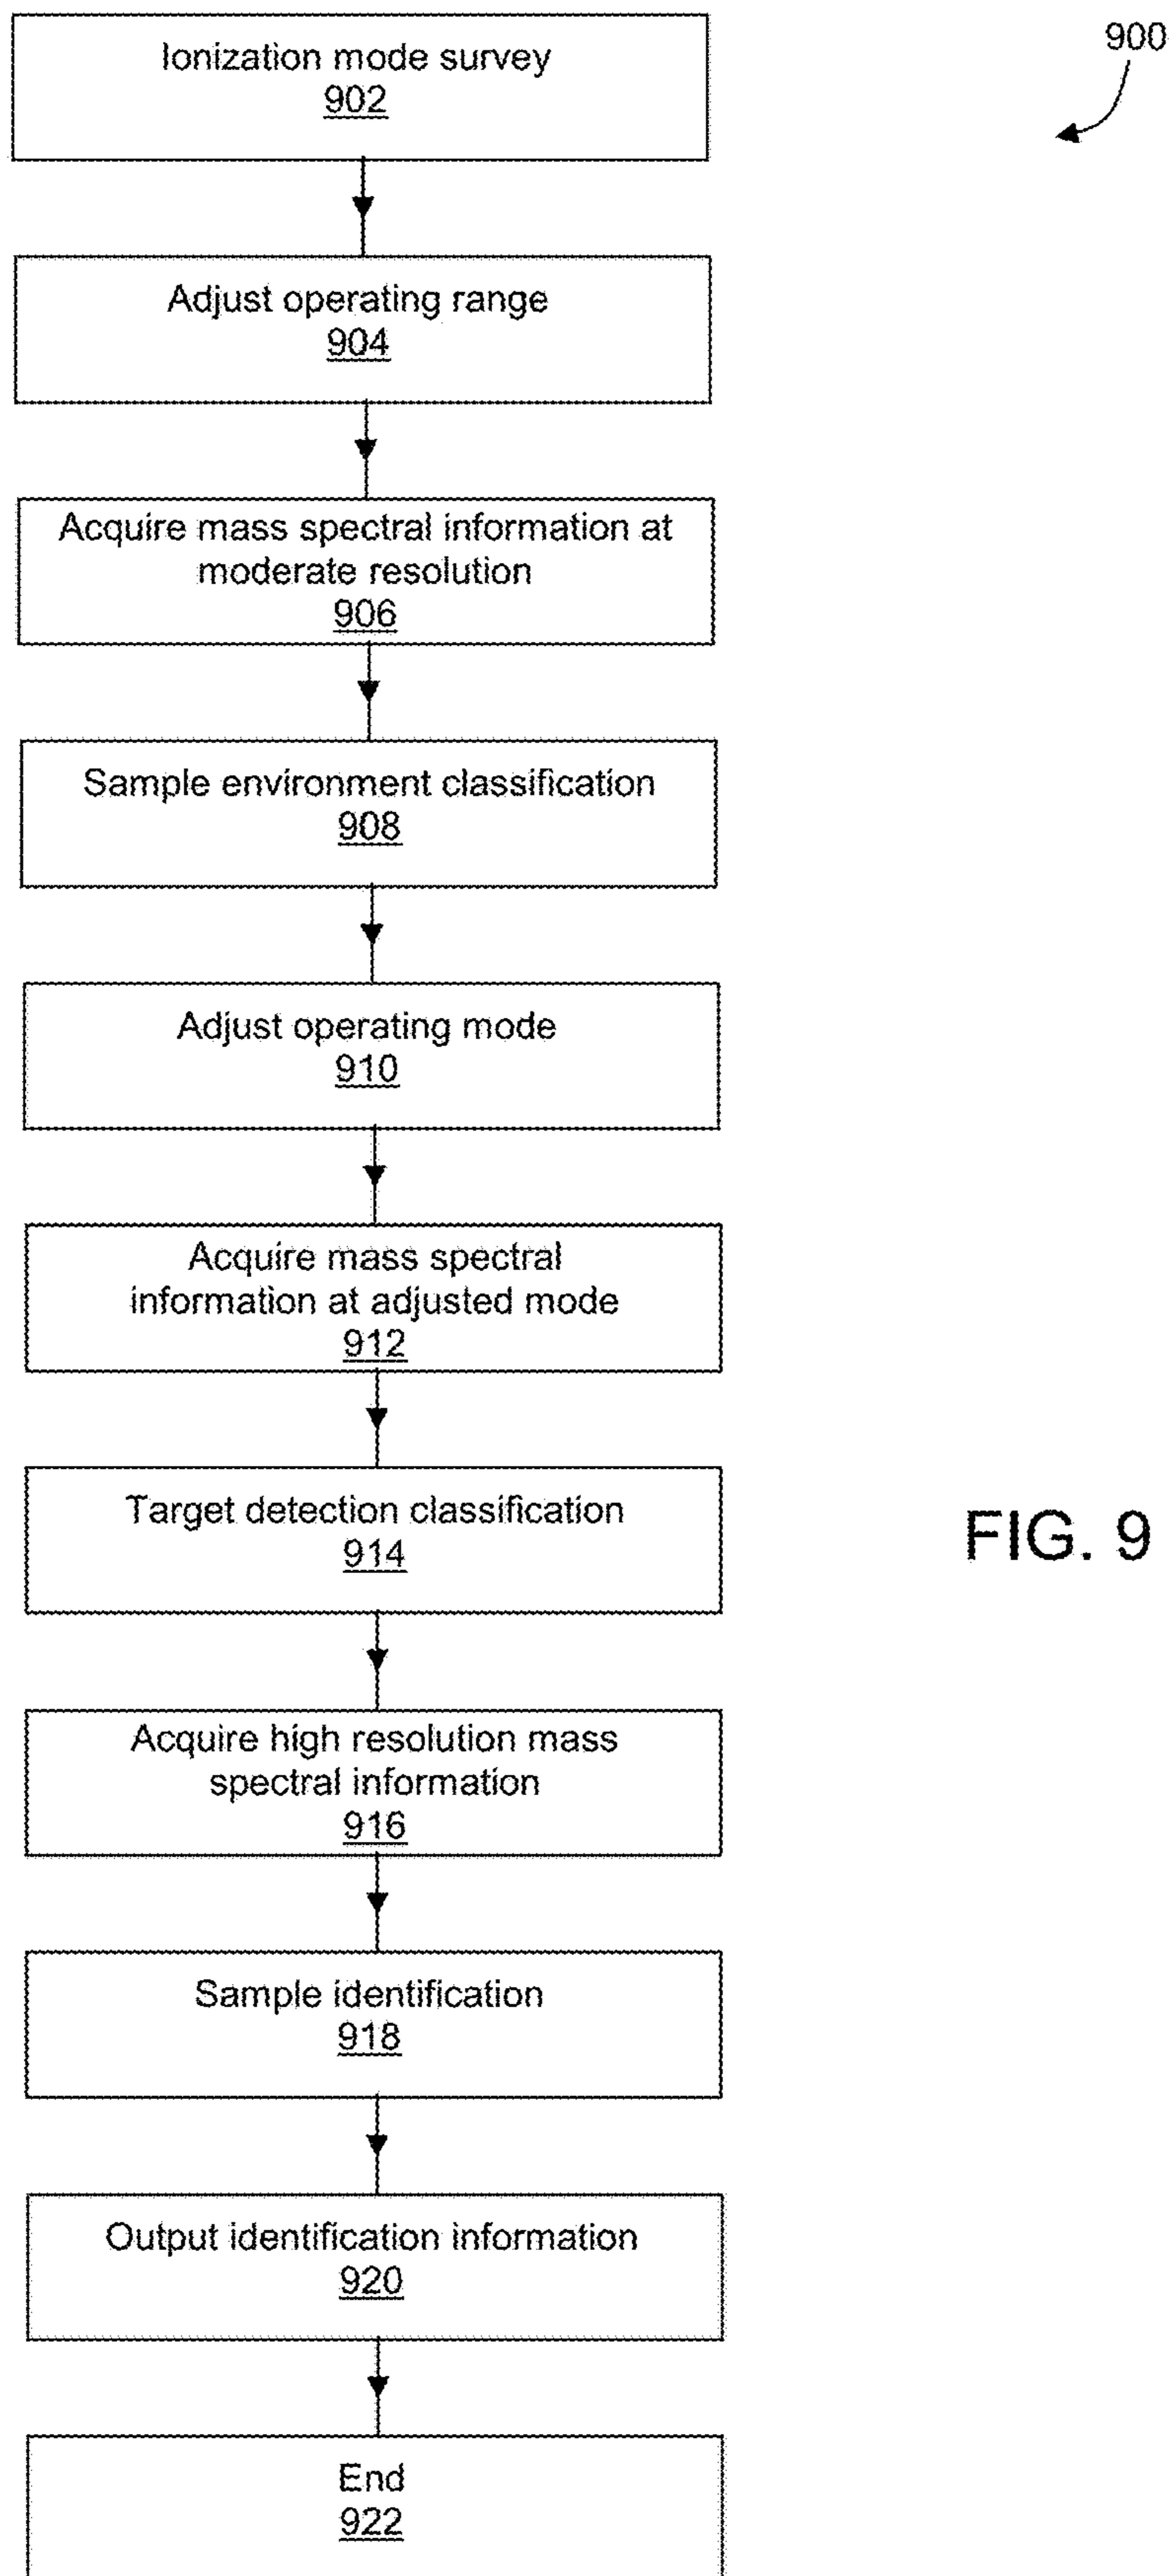 900
Ionization mode survey
902
Adjust operating range
904
Acquire mass spectral information at
moderate resolution
906
Sample environment classification
908
Adjust operating mode
910
Acquire mass spectral
information at adjusted mode
912
Target detection classification
914
FIG. 9
Acquire high resolution mass
spectral information
916
Sample identification
918
Output identification information
920
End
922